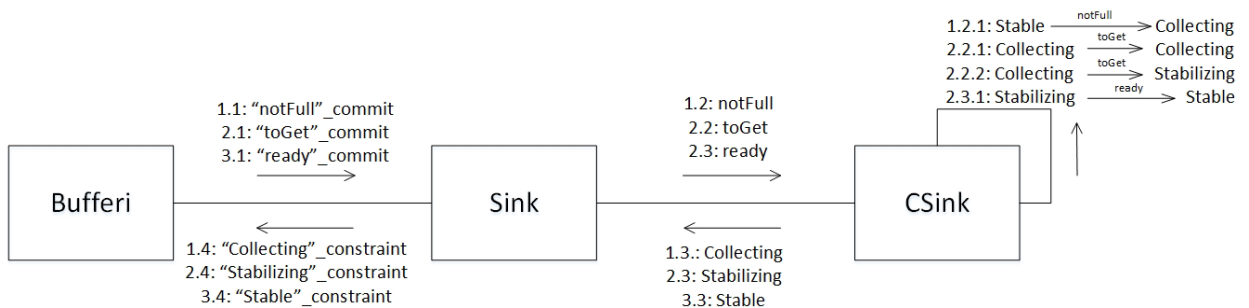 notFull
1.2.1: Stable Collecting
toGet
2.2.1: Collecting Collecting
toGet
2.2.2: Collecting Stabilizing
ready
2.3.1: Stabilizing Stable
1.1: “notFull”_commit
2.1: “toGet”_commit
3.1: “ready”_commit
1.2: notFull
2.2: toGet
2.3: ready
Bufferi
Sink
CSink
1.4: “Collecting”_constraint
2.4: “Stabilizing”_constraint
3.4: “Stable”_constraint
1.3.: Collecting
2.3: Stabilizing
3.3: Stable